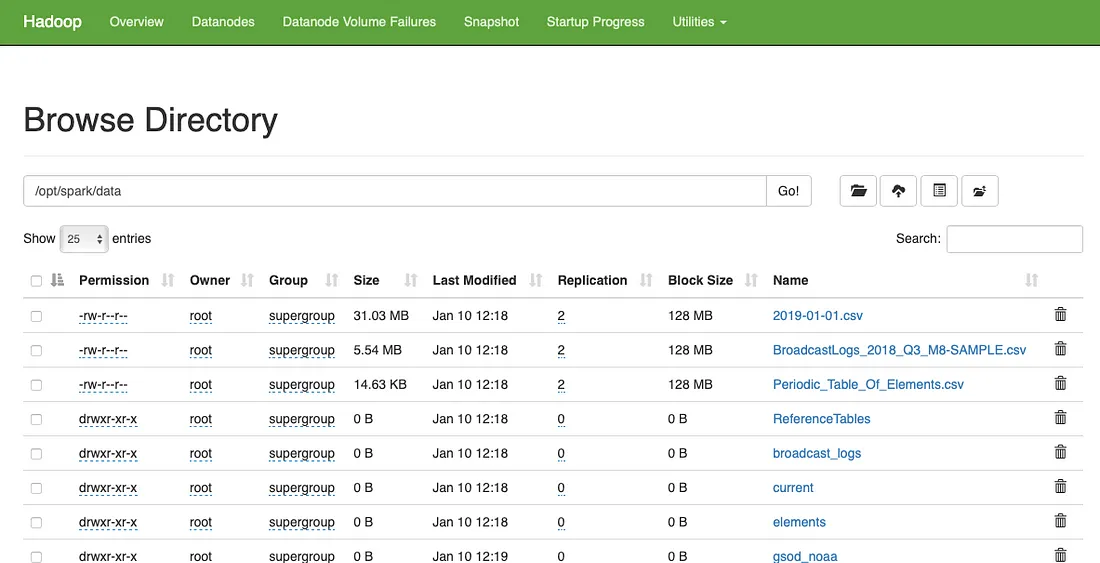 Hadoop Overview Datanodes Datanode Volume Failures Snapshot Startup Progress Utilities
Browse Directory
/opt/spark/data Go!
Show 25 entries Search:
Permission Owner Group Size Last Modified Replication Block Size Name
-rw-r--r-- root supergroup 31.03 MB Jan 10 12:18 2 128 MB 2019-01-01.csv
-rw-r--r-- root supergroup 5.54 MB Jan 10 12:18 2 128 MB BroadcastLogs_2018_Q3_M8-SAMPLE.csv
-rw-r--r-- root supergroup 14.63 KB Jan 10 12:18 2 128 MB Periodic_Table_Of_Elements.csv
drwxr-xr-x root supergroup 0 B Jan 10 12:18 0 0 B ReferenceTables
drwxr-xr-x root supergroup 0 B Jan 10 12:18 0 0 B broadcast_logs
drwxr-xr-x root supergroup 0 B Jan 10 12:18 0 0 B current
drwxr-xr-x root supergroup 0 B Jan 10 12:18 0 0 B elements
drwxr-xr-x root supergroup 0 B Jan 10 12:19 0 0 B gsod_noaa